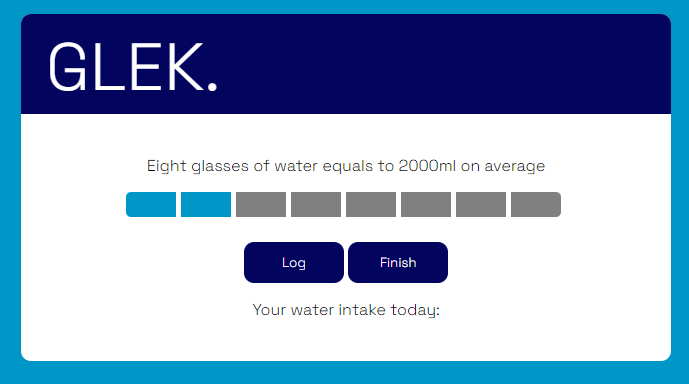 GLEK.
Eight glasses of water equals to 2000ml on average
Log
Finish
Your water intake today: